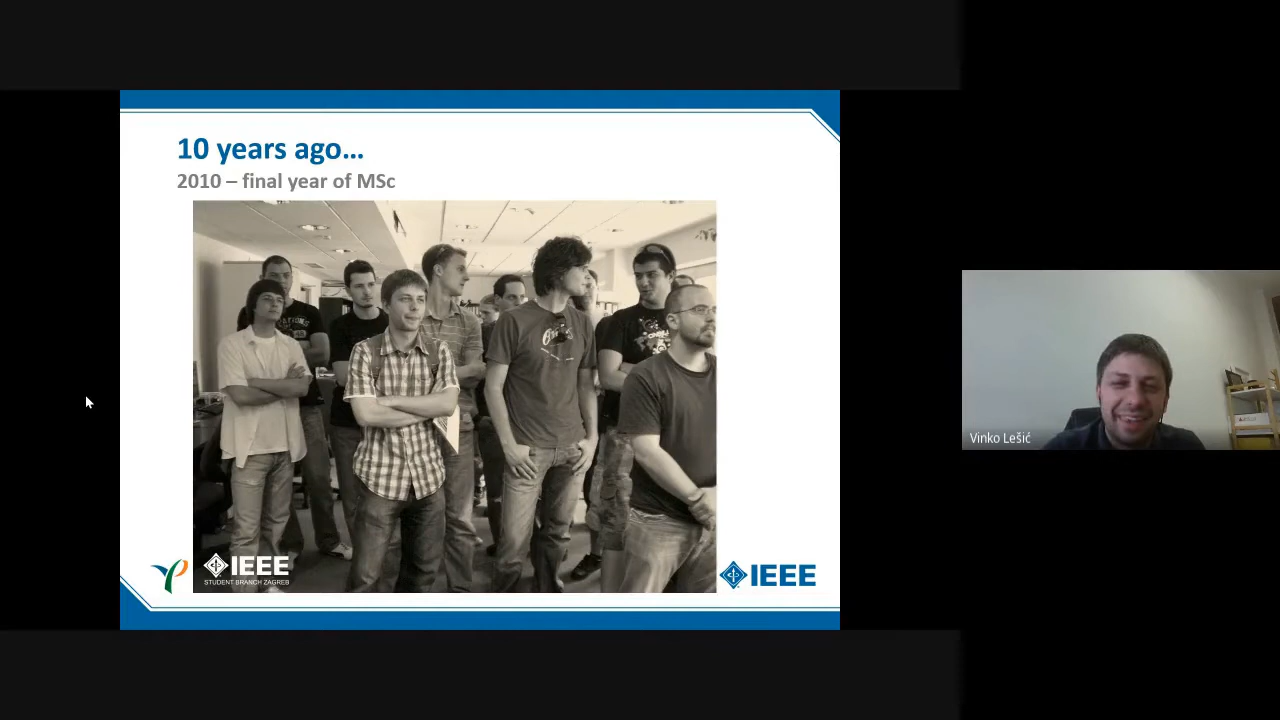 10 years ago...
2010 – final year of MSc
IEEE
STUDENT BRANCH ZAGREB
IEEE
Vinko Lešić